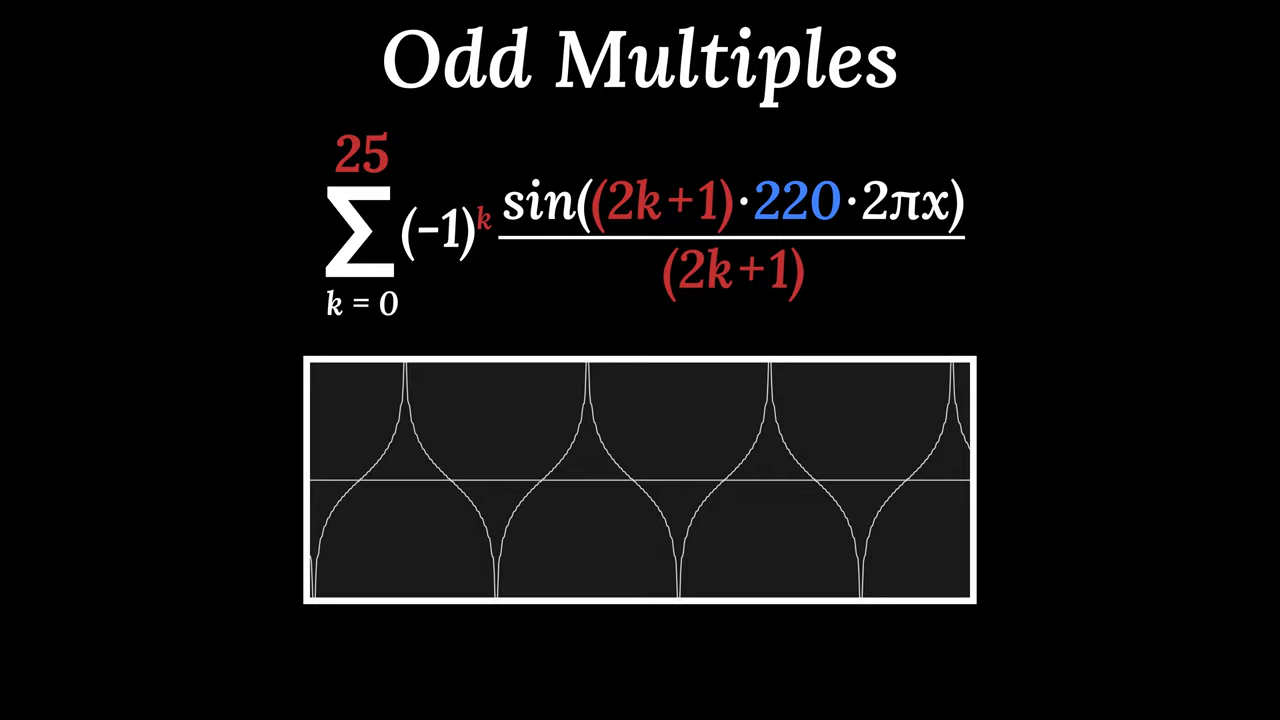 Odd Multiples
25
Σ (-1)^k sin((2k+1)·220·2πx)
(2k+1)
k = 0